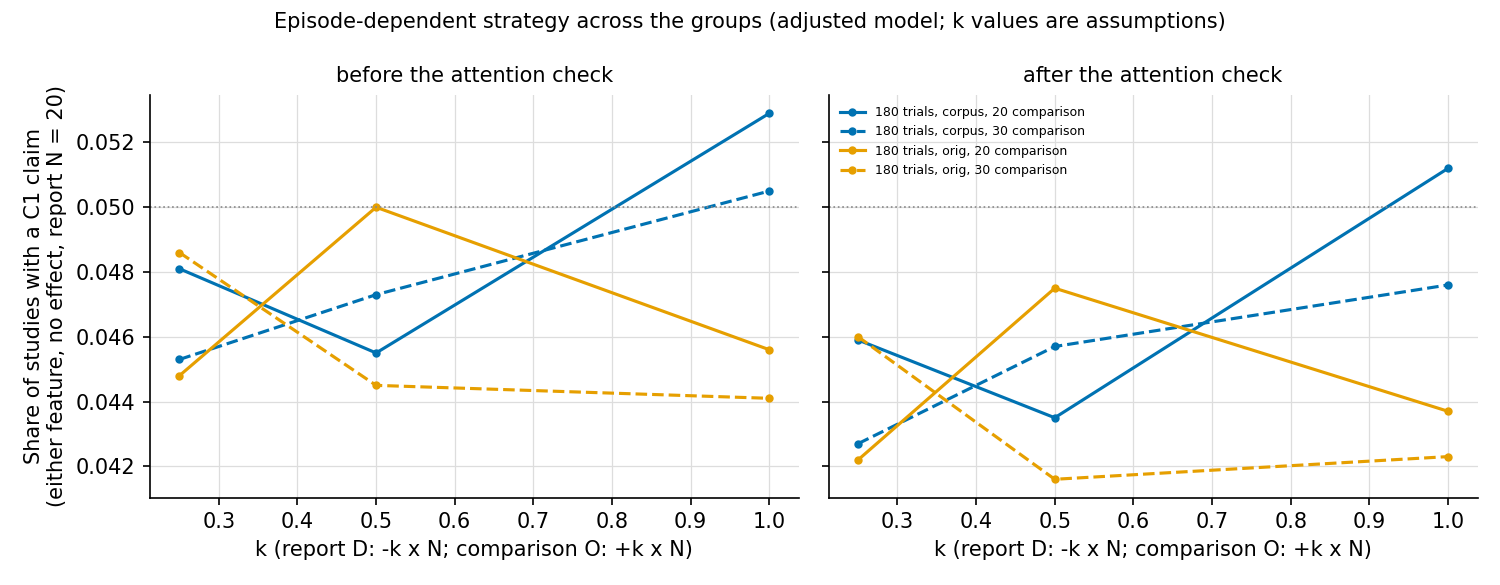 Episode-dependent strategy across the groups (adjusted model; k values are assumptions)
before the attention check
Share of studies with a C1 claim
(either feature, no effect, report N = 20)
0.052
0.050
0.048
0.046
0.044
0.042
0.3 0.4 0.5 0.6 0.7 0.8 0.9 1.0
k (report D: -k x N; comparison O: +k x N)
after the attention check
180 trials, corpus, 20 comparison
180 trials, corpus, 30 comparison
180 trials, orig, 20 comparison
180 trials, orig, 30 comparison
0.3 0.4 0.5 0.6 0.7 0.8 0.9 1.0
k (report D: -k x N; comparison O: +k x N)